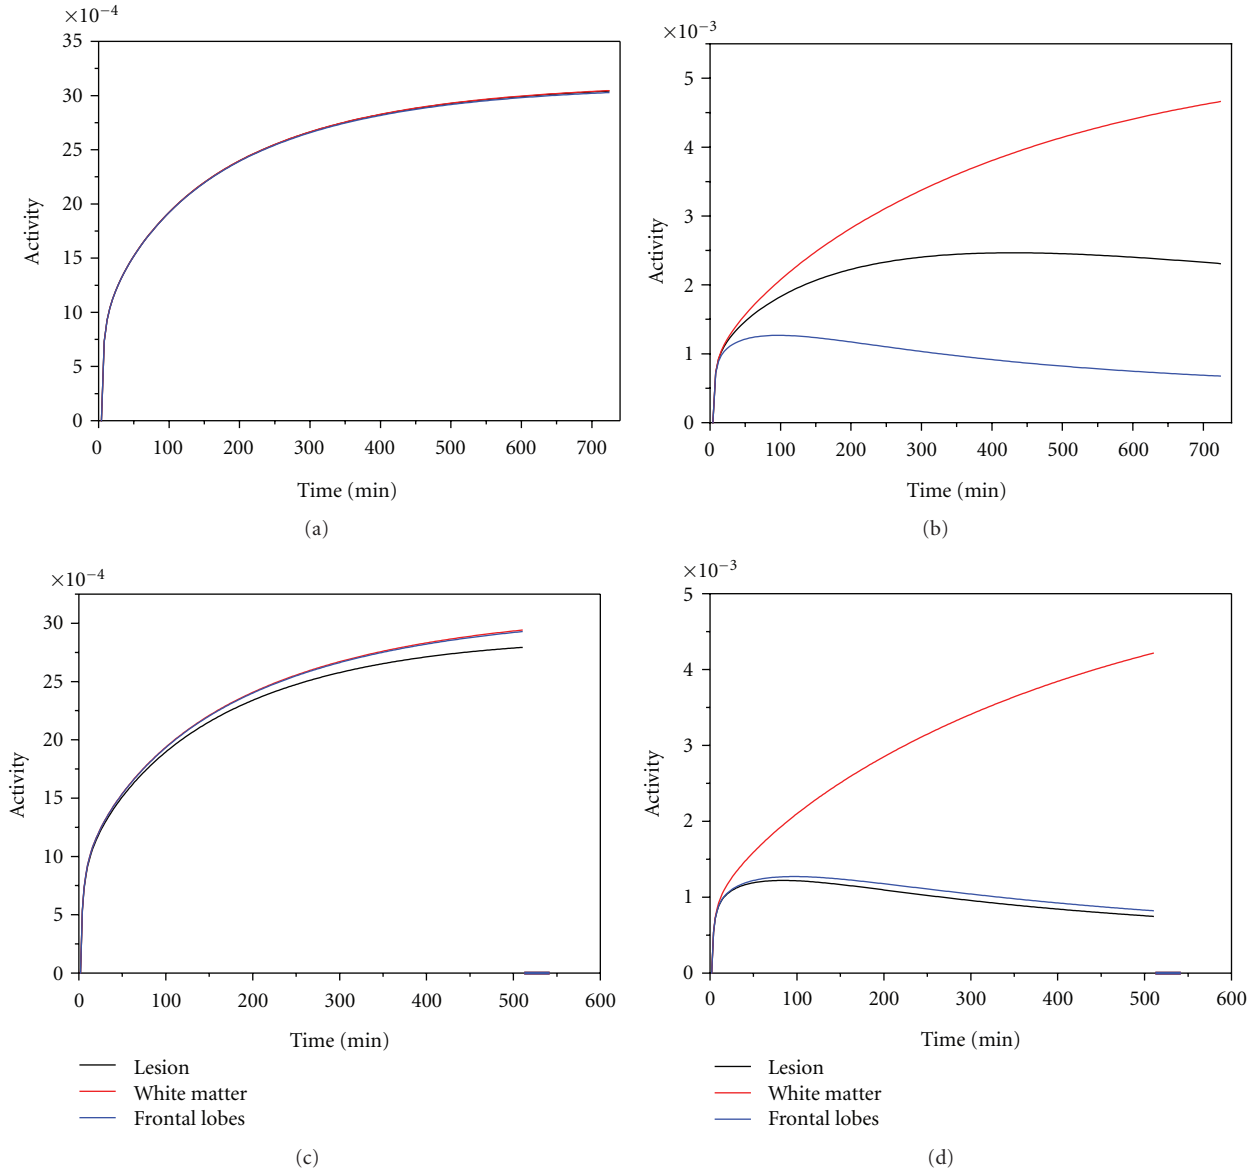 ×10−4
35
30
25
20
15
10
5
0
Activity
0 100 200 300 400 500 600 700
Time (min)
(a)
×10−3
5
4
3
2
1
0
Activity
0 100 200 300 400 500 600 700
Time (min)
(b)
×10−4
30
25
20
15
10
5
0
Activity
0 100 200 300 400 500 600
Time (min)
Lesion
White matter
Frontal lobes
(c)
×10−3
5
4
3
2
1
0
Activity
0 100 200 300 400 500 600
Time (min)
Lesion
White matter
Frontal lobes
(d)